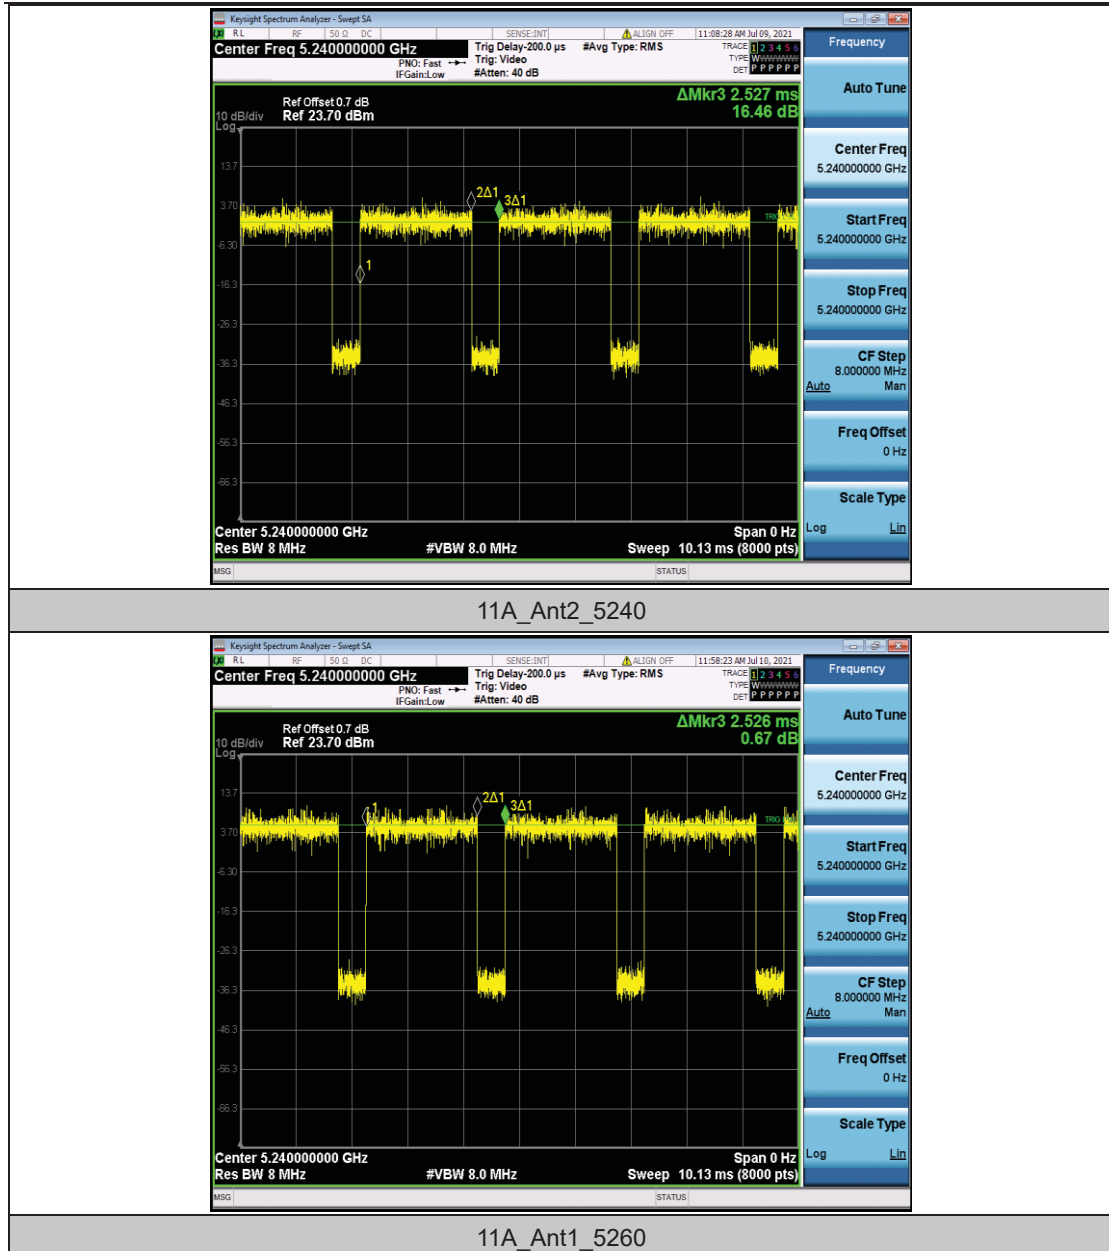 Keysight Spectrum Analyzer - Swept SA
LXI RL RF 50 Ω DC SENSE:INT ALIGN OFF 11:08:28 AM Jul 09, 2021
Center Freq 5.240000000 GHz
Trig Delay-200.0 µs #Avg Type: RMS
TRACE 1 2 3 4 5 6
PNO: Fast Trig: Video
TYPE W
IFGain:Low #Atten: 40 dB
DET P P P P P P
ΔMkr3 2.527 ms
16.46 dB
Ref Offset 0.7 dB
10 dB/div Ref 23.70 dBm
Log
13.7
3.70
-6.30
-16.3
-26.3
-36.3
-46.3
-56.3
-66.3
1
2Δ1
3Δ1
Center 5.240000000 GHz Span 0 Hz
Res BW 8 MHz #VBW 8.0 MHz Sweep 10.13 ms (8000 pts)
MSG STATUS
Frequency
Auto Tune
Center Freq
5.240000000 GHz
Start Freq
5.240000000 GHz
Stop Freq
5.240000000 GHz
CF Step
8.000000 MHz
Auto Man
Freq Offset
0 Hz
Scale Type
Log Lin
11A_Ant2_5240
Keysight Spectrum Analyzer - Swept SA
LXI RL RF 50 Ω DC SENSE:INT ALIGN OFF 11:58:23 AM Jul 10, 2021
Center Freq 5.240000000 GHz
Trig Delay-200.0 µs #Avg Type: RMS
TRACE 1 2 3 4 5 6
PNO: Fast Trig: Video
TYPE W
IFGain:Low #Atten: 40 dB
DET P P P P P P
ΔMkr3 2.526 ms
0.67 dB
Ref Offset 0.7 dB
10 dB/div Ref 23.70 dBm
Log
13.7
3.70
-6.30
-16.3
-26.3
-36.3
-46.3
-56.3
-66.3
1
2Δ1
3Δ1
Center 5.240000000 GHz Span 0 Hz
Res BW 8 MHz #VBW 8.0 MHz Sweep 10.13 ms (8000 pts)
MSG STATUS
Frequency
Auto Tune
Center Freq
5.240000000 GHz
Start Freq
5.240000000 GHz
Stop Freq
5.240000000 GHz
CF Step
8.000000 MHz
Auto Man
Freq Offset
0 Hz
Scale Type
Log Lin
11A_Ant1_5260